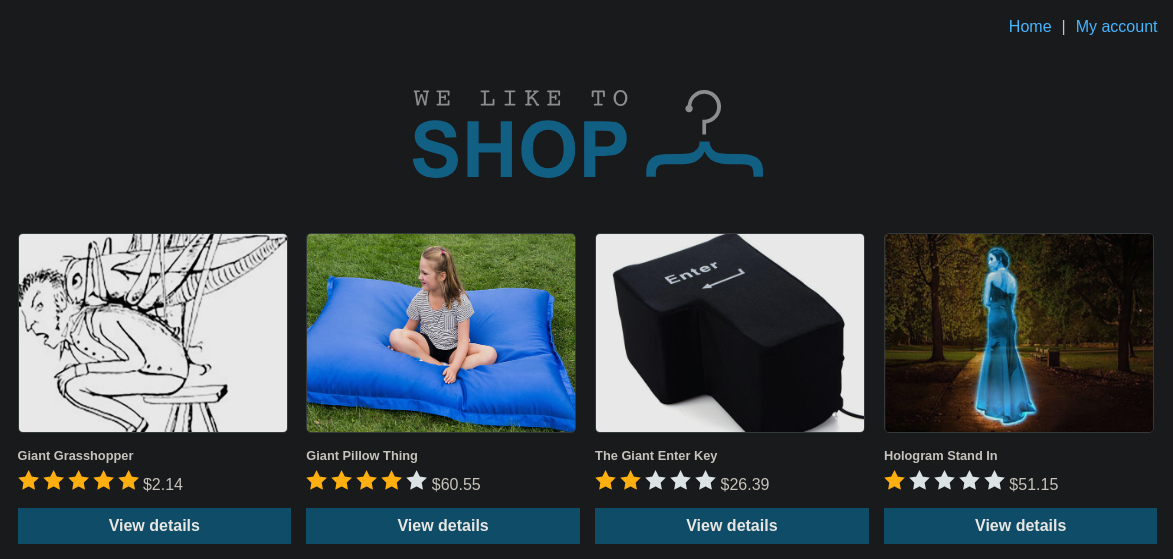 Home | My account
WE LIKE TO
SHOP
Enter
Giant Grasshopper
$2.14
View details
Giant Pillow Thing
$60.55
View details
The Giant Enter Key
$26.39
View details
Hologram Stand In
$51.15
View details